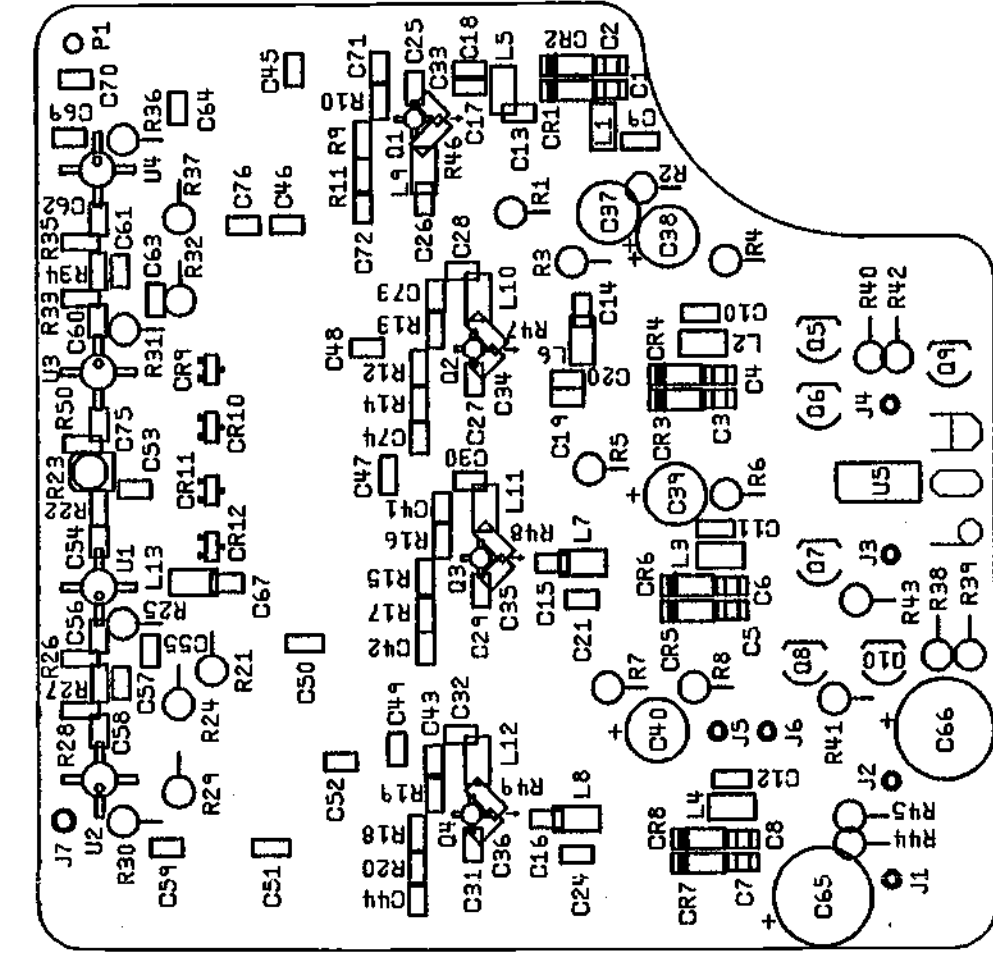 P1
C70
C69
R36
C64
U4
R37
C62
R35
C61
R34
C63
R32
R33
C60
R31
U3
CR9
R50
C75
CR10
C53
R23
CR11
R22
C54
CR12
U1
L13
C67
C56
R25
C55
R26
R21
R27
C57
R24
R28
C58
R29
U2
J7
R30
C59
C51
C45
C76
C46
C48
C47
C50
C49
C52
C71
C25
C33
C18
L5
R10
Q1
C17
R9
R46
C13
R11
L9
C72
C26
C28
C73
L10
R13
R47
R12
Q2
C34
R14
C27
C74
C30
C41
L11
R16
R48
R15
Q3
C35
R17
C29
C42
C43
C32
L12
R19
R49
R18
Q4
C36
R20
C31
C44
CR2
C2
C1
CR1
L1
C9
R2
R1
C37
C38
R3
R4
+
+
C14
L6
C20
C19
C10
CR4
L2
C4
CR3
C3
R5
+
C39
R6
C11
L7
CR6
L3
C15
C6
C21
CR5
C5
R7
R8
+
C40
J5
J6
C12
L8
L4
CR8
C16
C8
C24
CR7
C7
+
C65
R40
R42
Q5
Q9
Q6
J4
U5
Q7
J3
R43
R38
R39
Q8
Q10
R41
+
C66
J2
R45
R44
J1